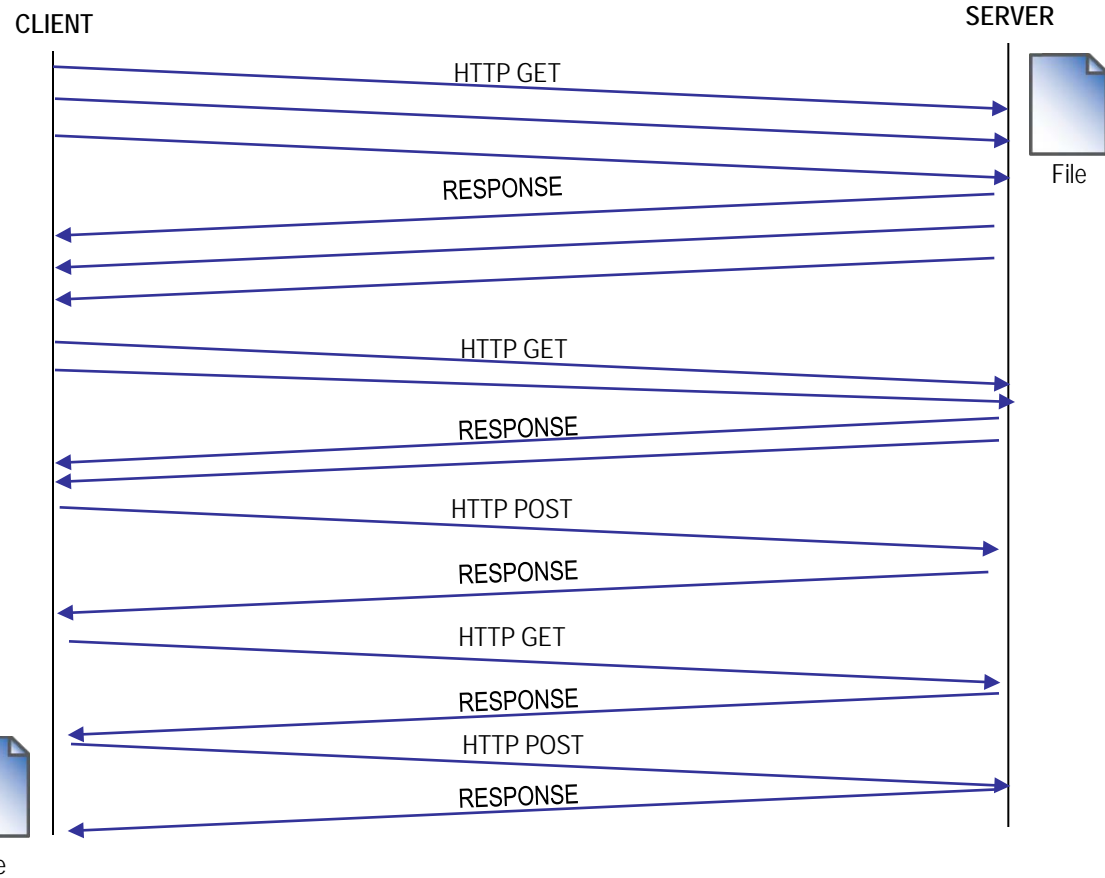 CLIENT
SERVER
HTTP GET
File
RESPONSE
HTTP GET
RESPONSE
HTTP POST
RESPONSE
HTTP GET
RESPONSE
HTTP POST
RESPONSE
e